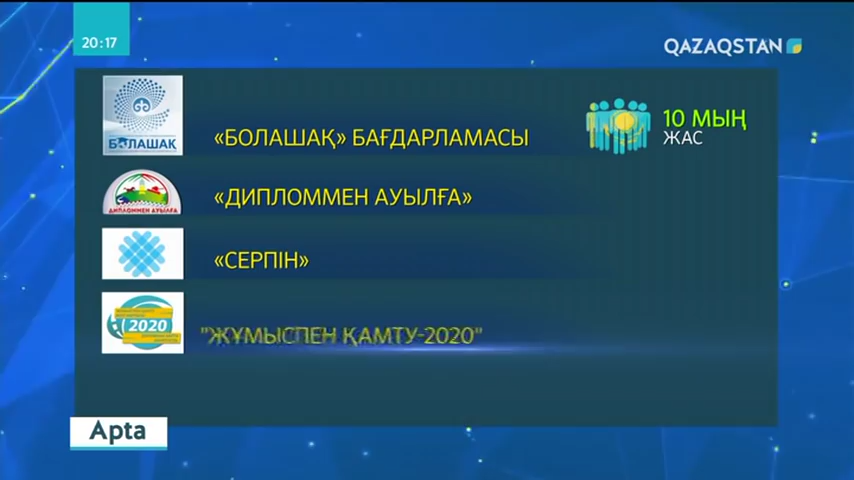 20:17
QAZAQSTAN
БОЛАШАҚ
«БОЛАШАҚ» БАҒДАРЛАМАСЫ
10 МЫҢ
ЖАС
ДИПЛОММЕН АУЫЛҒА
«ДИПЛОММЕН АУЫЛҒА»
«СЕРПІН»
2020
"ЖҰМЫСПЕН ҚАМТУ-2020"
Apta